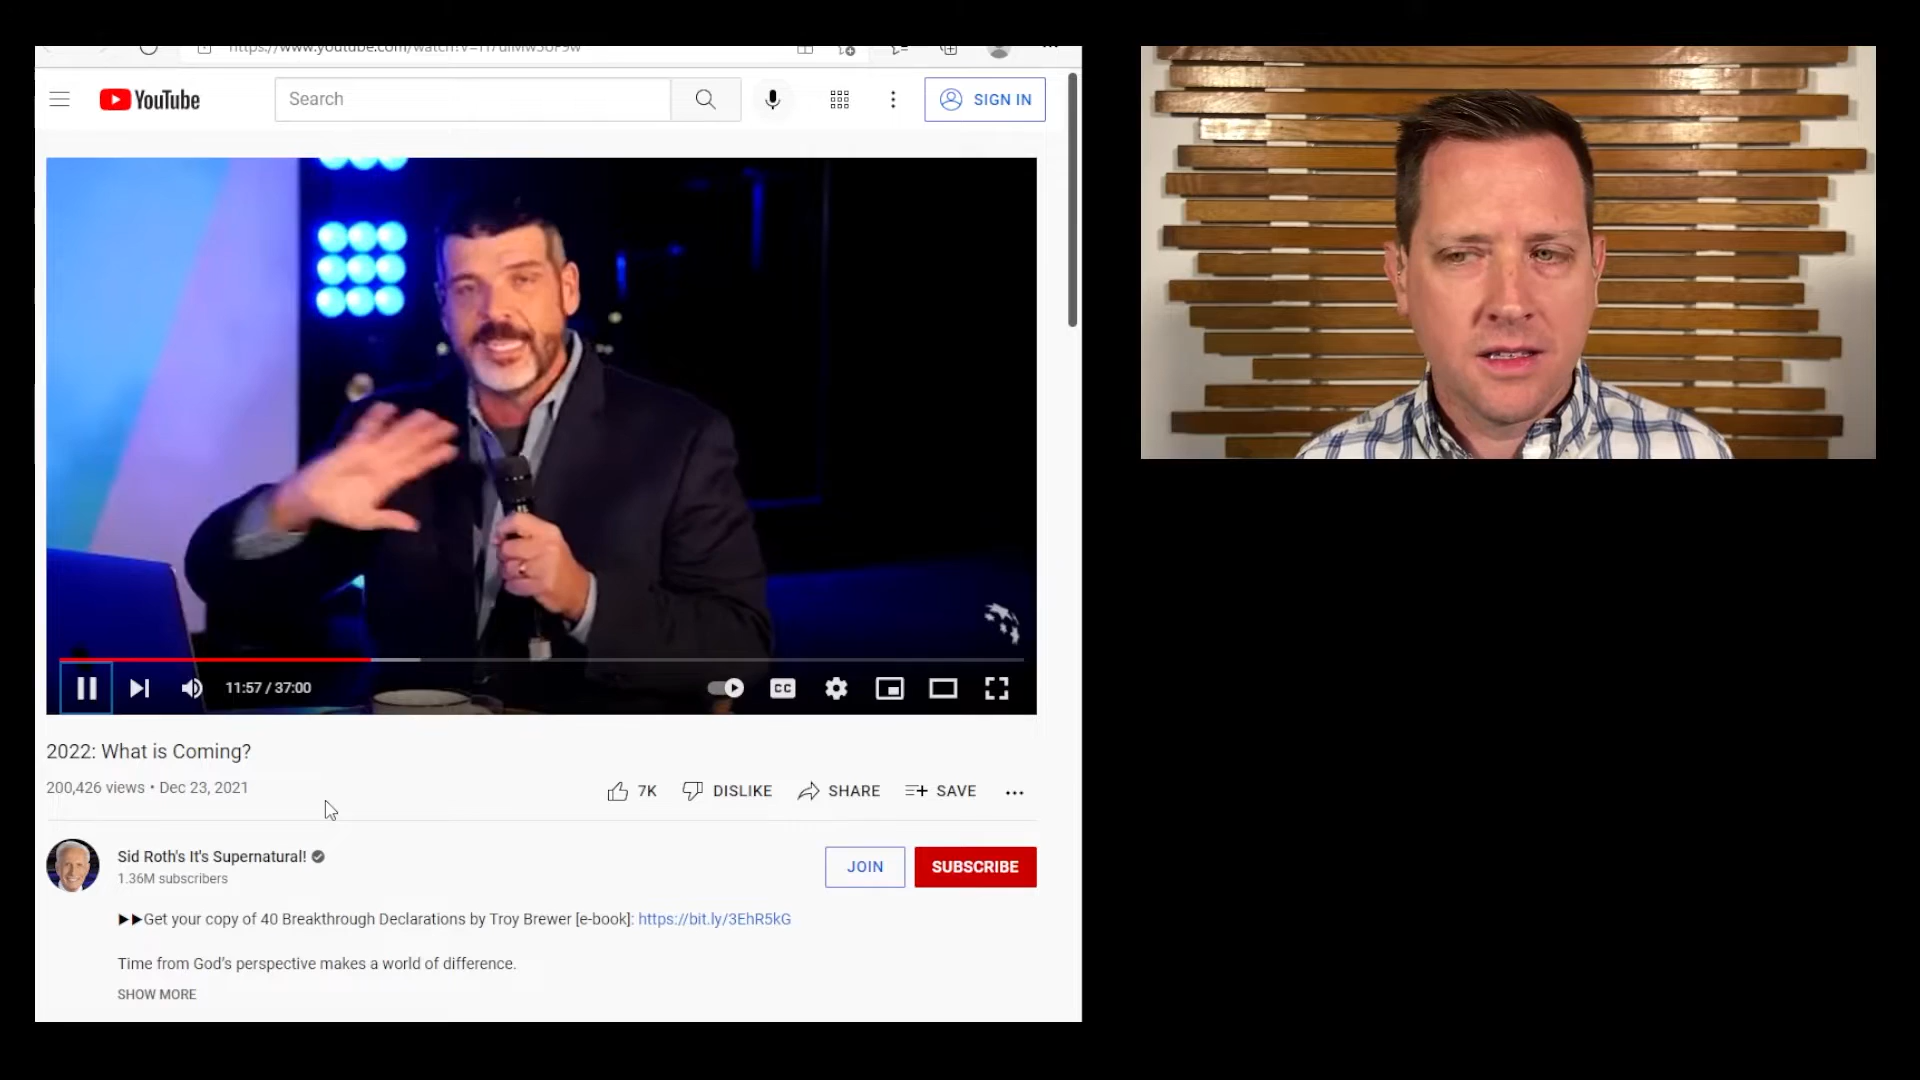 YouTube
Search
SIGN IN
11:57 / 37:00
CC
2022: What is Coming?
200,426 views • Dec 23, 2021
7K
DISLIKE
SHARE
SAVE
Sid Roth's It's Supernatural!
1.36M subscribers
JOIN
SUBSCRIBE
▶▶Get your copy of 40 Breakthrough Declarations by Troy Brewer [e-book]: https://bit.ly/3EhR5kG
Time from God's perspective makes a world of difference.
SHOW MORE